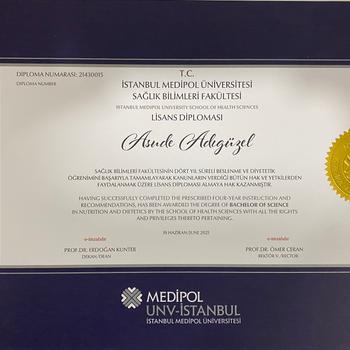 DIPLOMA NUMARASI: 21430015
DIPLOMA NUMBER
T.C.
İSTANBUL MEDİPOL ÜNİVERSİTESİ
SAĞLIK BİLİMLERİ FAKÜLTESİ
ISTANBUL MEDIPOL UNIVERSITY SCHOOL OF HEALTH SCIENCES
LİSANS DİPLOMASI
Asude Adıgüzel
SAĞLIK BİLİMLERİ FAKÜLTESİNİN DÖRT YIL SÜRELİ BESLENME VE DİYETETİK
ÖĞRENİMİNİ BAŞARIYLA TAMAMLAYARAK KANUNLARIN VERDİĞİ BÜTÜN HAK VE YETKİLERDEN
FAYDALANMAK ÜZERE LİSANS DİPLOMASI ALMAYA HAK KAZANMIŞTIR.
HAVING SUCCESSFULLY COMPLETED THE PRESCRIBED FOUR-YEAR INSTRUCTION AND
RECOMMENDATIONS, HAS BEEN AWARDED THE DEGREE OF BACHELOR OF SCIENCE
IN NUTRITION AND DIETETICS BY THE SCHOOL OF HEALTH SCIENCES WITH ALL THE RIGHTS
AND PRIVILEGES THERETO PERTAINING.
HAZİRAN/JUNE 2025
e-imzalıdır
e-imzalıdır
PROF.DR. ERDOĞAN KUNTER
PROF.DR. ÖMER CERAN
DEKAN/DEAN
REKTÖR V./RECTOR
MEDİPOL
UNV-İSTANBUL
İSTANBUL MEDİPOL ÜNİVERSİTESİ